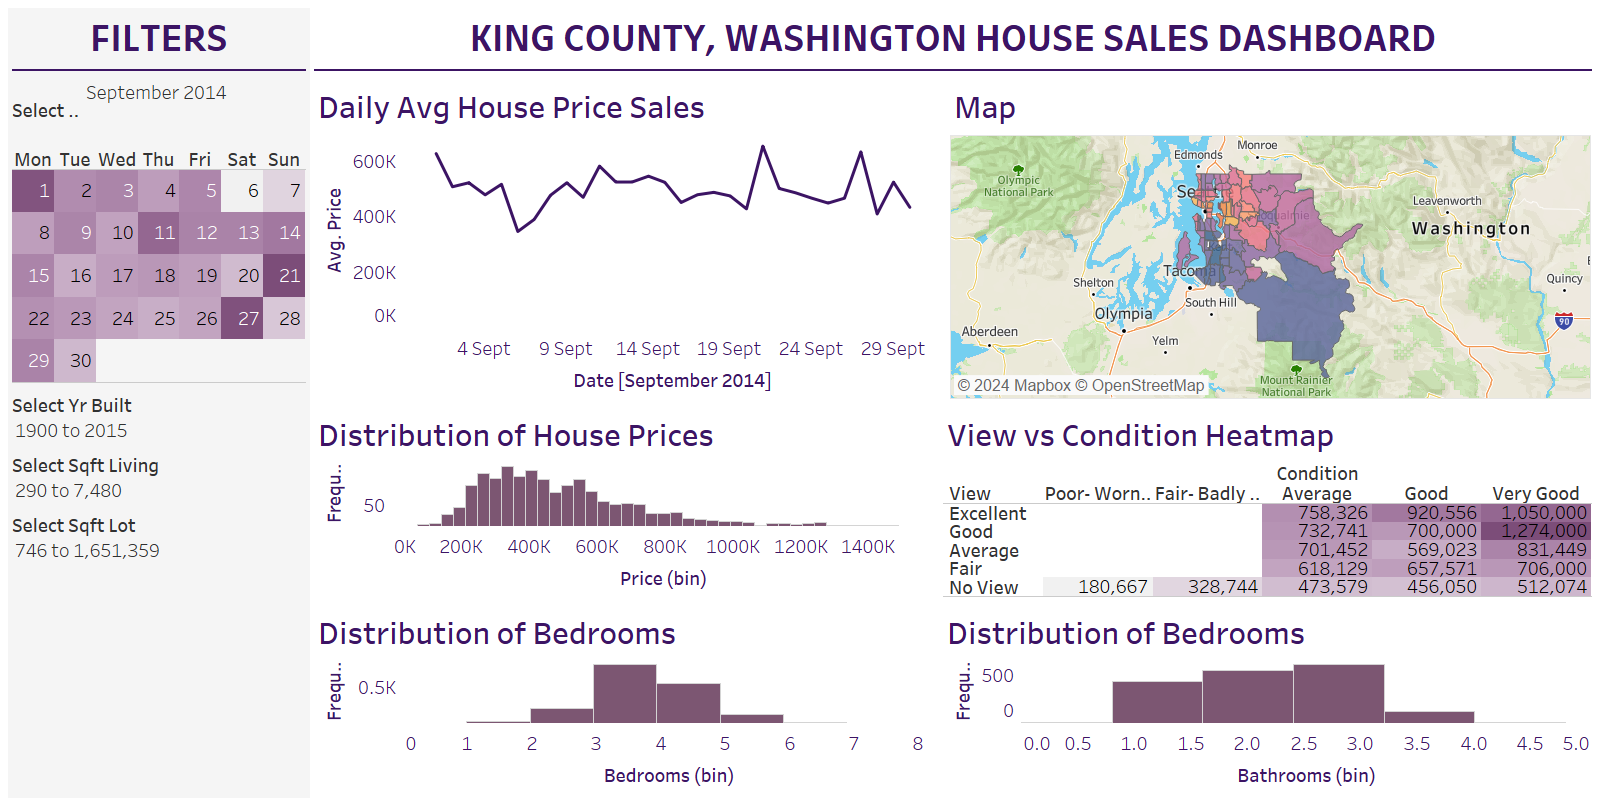 FILTERS
September 2014
Select ..
Mon Tue Wed Thu Fri Sat Sun
1 2 3 4 5 6 7
8 9 10 11 12 13 14
15 16 17 18 19 20 21
22 23 24 25 26 27 28
29 30
Select Yr Built
1900 to 2015
Select Sqft Living
290 to 7,480
Select Sqft Lot
746 to 1,651,359
KING COUNTY, WASHINGTON HOUSE SALES DASHBOARD
Daily Avg House Price Sales
Avg. Price
600K
400K
200K
0K
4 Sept 9 Sept 14 Sept 19 Sept 24 Sept 29 Sept
Date [September 2014]
Map
Edmonds
Monroe
Olympic
National Park
Leavenworth
Washington
Tacoma
Shelton
South Hill
Quincy
Olympia
90
Aberdeen
Yelm
Mount Rainier
National Park
© 2024 Mapbox © OpenStreetMap
Distribution of House Prices
Frequ..
50
0K 200K 400K 600K 800K 1000K 1200K 1400K
Price (bin)
View vs Condition Heatmap
Condition
View Poor- Worn.. Fair- Badly .. Average Good Very Good
Excellent 758,326 920,556 1,050,000
Good 732,741 700,000 1,274,000
Average 701,452 569,023 831,449
Fair 618,129 657,571 706,000
No View 180,667 328,744 473,579 456,050 512,074
Distribution of Bedrooms
Frequ..
0.5K
0 1 2 3 4 5 6 7 8
Bedrooms (bin)
Distribution of Bedrooms
Frequ..
500
0
0.0 0.5 1.0 1.5 2.0 2.5 3.0 3.5 4.0 4.5 5.0
Bathrooms (bin)